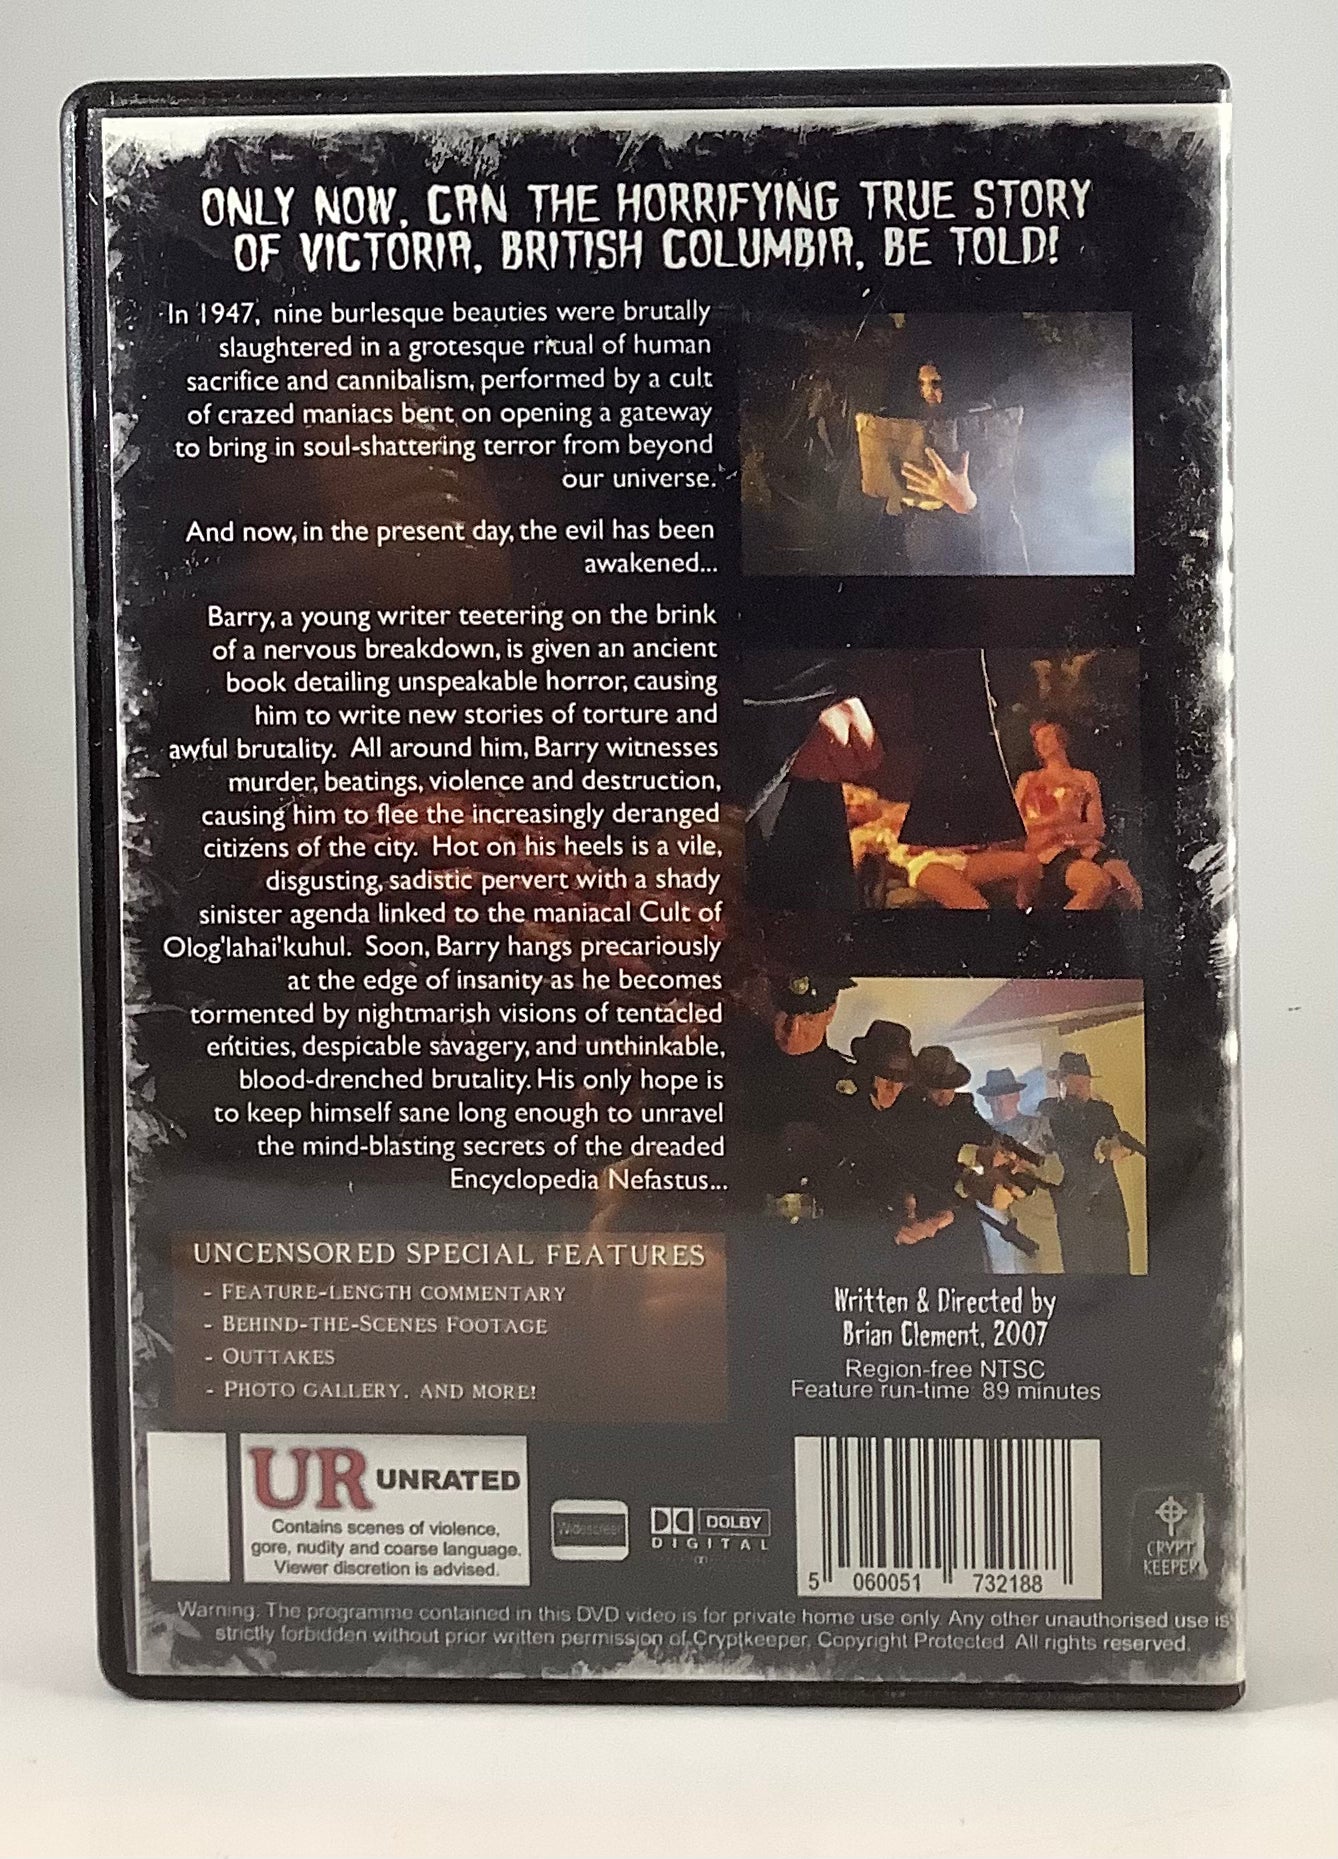 ONLY NOW, CAN THE HORRIFYING TRUE STORY
OF VICTORIA, BRITISH COLUMBIA, BE TOLD!
In 1947, nine burlesque beauties were brutally
slaughtered in a grotesque ritual of human
sacrifice and cannibalism, performed by a cult
of crazed maniacs bent on opening a gateway
to bring in soul-shattering terror from beyond
our universe.
And now, in the present day, the evil has been
awakened...
Barry, a young writer teetering on the brink
of a nervous breakdown, is given an ancient
book detailing unspeakable horror, causing
him to write new stories of torture and
awful brutality. All around him, Barry witnesses
murder, beatings, violence and destruction,
causing him to flee the increasingly deranged
citizens of the city. Hot on his heels is a vile,
disgusting, sadistic pervert with a shady
sinister agenda linked to the maniacal Cult of
Olog'lahai'kuhul. Soon, Barry hangs precariously
at the edge of insanity as he becomes
tormented by nightmarish visions of tentacled
entities, despicable savagery, and unthinkable,
blood-drenched brutality. His only hope is
to keep himself sane long enough to unravel
the mind-blasting secrets of the dreaded
Encyclopedia Nefastus...
UNCENSORED SPECIAL FEATURES
- FEATURE-LENGTH COMMENTARY
- BEHIND-THE-SCENES FOOTAGE
- OUTTAKES
- PHOTO GALLERY, AND MORE!
Written & Directed by
Brian Clement, 2007
Region-free NTSC
Feature run-time: 89 minutes
UR UNRATED
Contains scenes of violence,
gore, nudity and coarse language.
Viewer discretion is advised.
Widescreen
DOLBY
DIGITAL
5 060051 732188
CRYPT
KEEPER
Warning: The programme contained in this DVD video is for private home use only. Any other unauthorised use is
strictly forbidden without prior written permission of Cryptkeeper. Copyright Protected. All rights reserved.